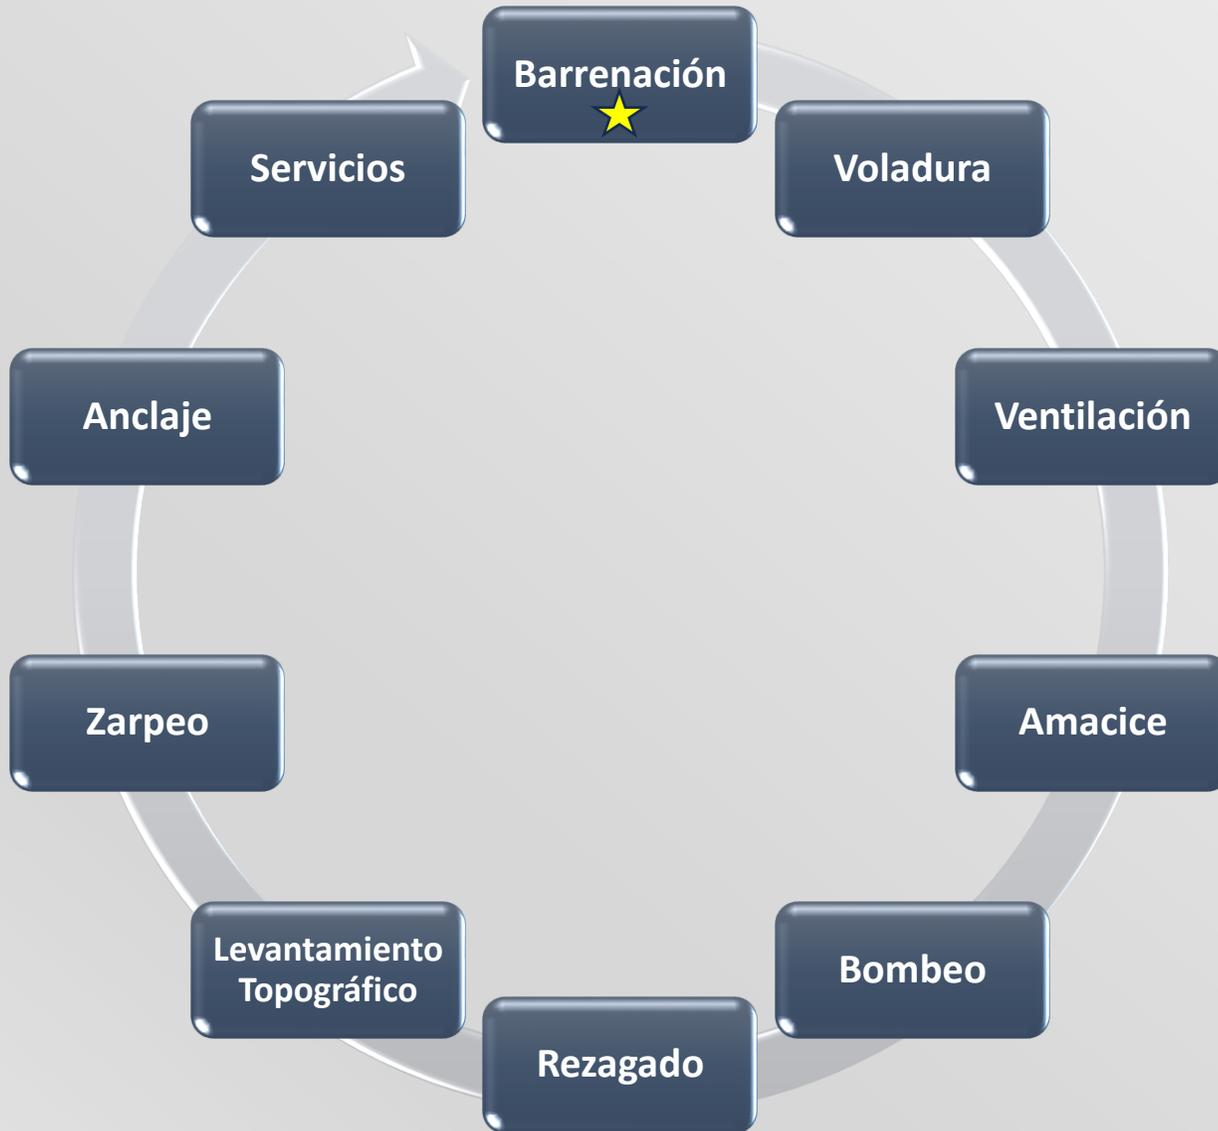 Barrenación
Voladura
Ventilación
Amacice
Bombeo
Rezagado
Levantamiento
Topográfico
Zarpeo
Anclaje
Servicios